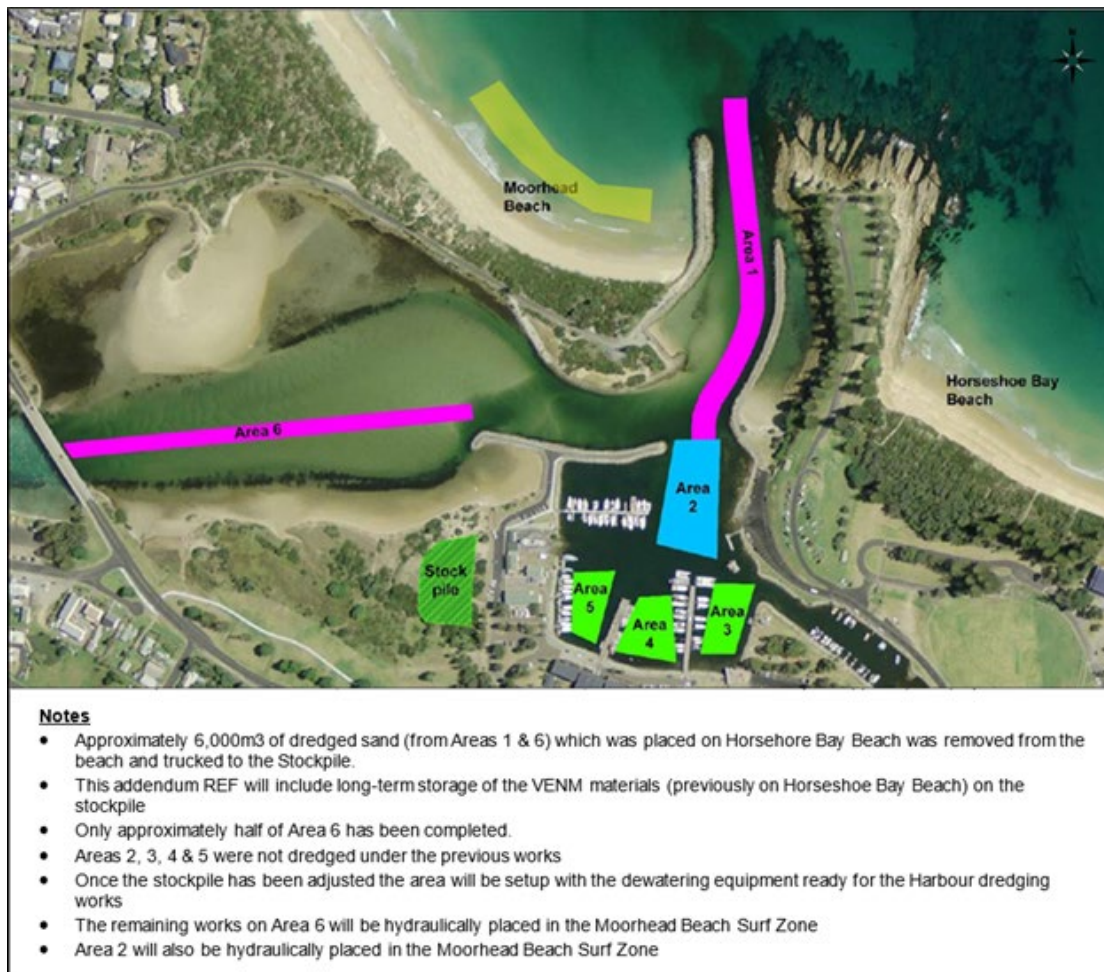 N
Moorhead
Beach
Area 1
Horseshoe Bay
Beach
Area 6
Area
2
Stock
pile
Area
5
Area
4
Area
3
Notes
• Approximately 6,000m3 of dredged sand (from Areas 1 & 6) which was placed on Horsehore Bay Beach was removed from the
beach and trucked to the Stockpile.
• This addendum REF will include long-term storage of the VENM materials (previously on Horseshoe Bay Beach) on the
stockpile
• Only approximately half of Area 6 has been completed.
• Areas 2, 3, 4 & 5 were not dredged under the previous works
• Once the stockpile has been adjusted the area will be setup with the dewatering equipment ready for the Harbour dredging
works
• The remaining works on Area 6 will be hydraulically placed in the Moorhead Beach Surf Zone
• Area 2 will also be hydraulically placed in the Moorhead Beach Surf Zone